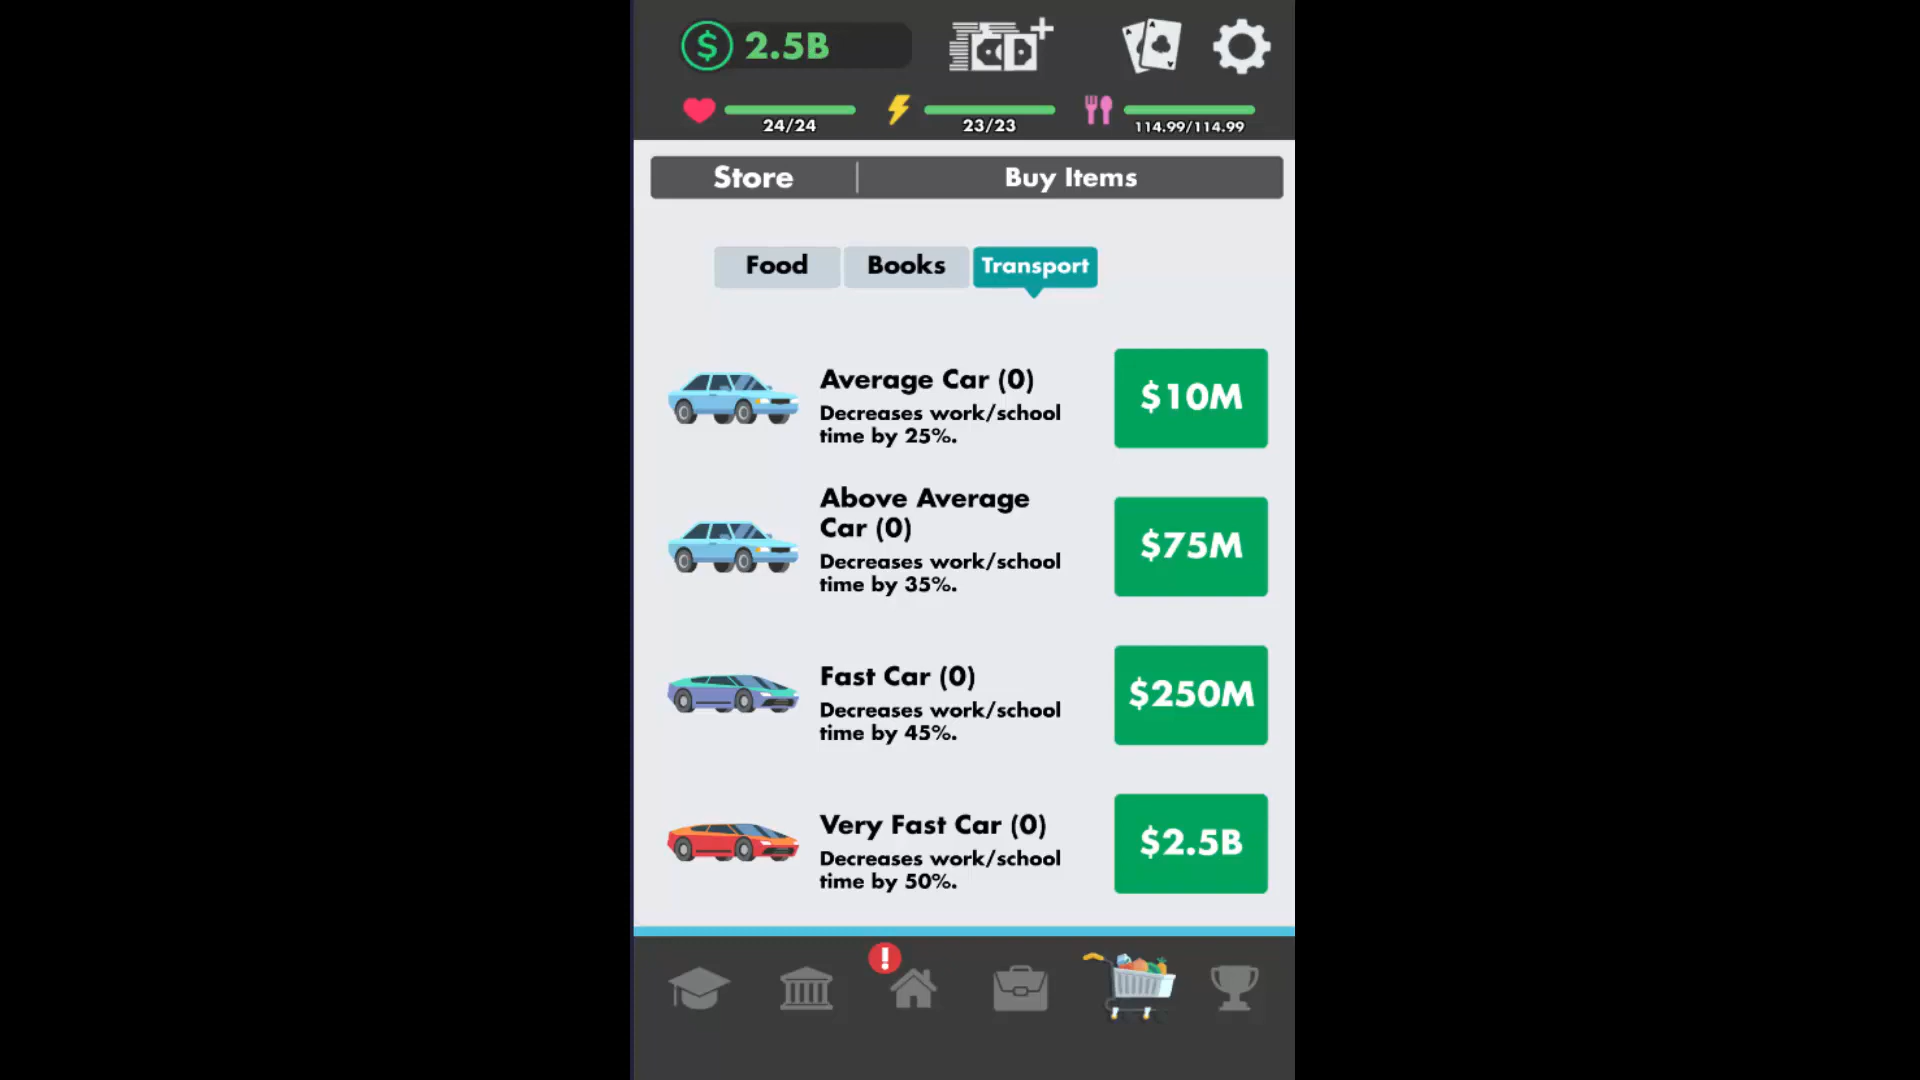 2.5B
24/24
23/23
114.99/114.99
Store
Buy Items
Food
Books
Transport
Average Car (0)
Decreases work/school
time by 25%.
$10M
Above Average
Car (0)
Decreases work/school
time by 35%.
$75M
Fast Car (0)
Decreases work/school
time by 45%.
$250M
Very Fast Car (0)
Decreases work/school
time by 50%.
$2.5B